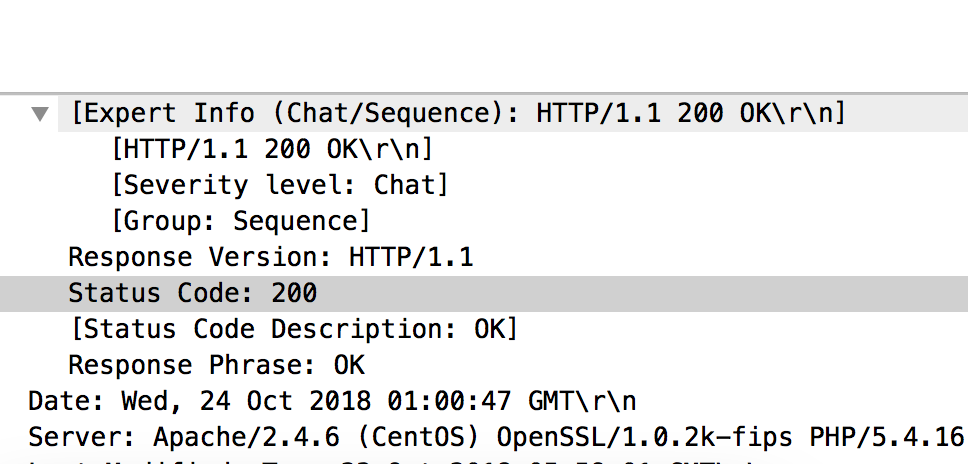 [Expert Info (Chat/Sequence): HTTP/1.1 200 OK\r\n]
[HTTP/1.1 200 OK\r\n]
[Severity level: Chat]
[Group: Sequence]
Response Version: HTTP/1.1
Status Code: 200
[Status Code Description: OK]
Response Phrase: OK
Date: Wed, 24 Oct 2018 01:00:47 GMT\r\n
Server: Apache/2.4.6 (CentOS) OpenSSL/1.0.2k-fips PHP/5.4.16